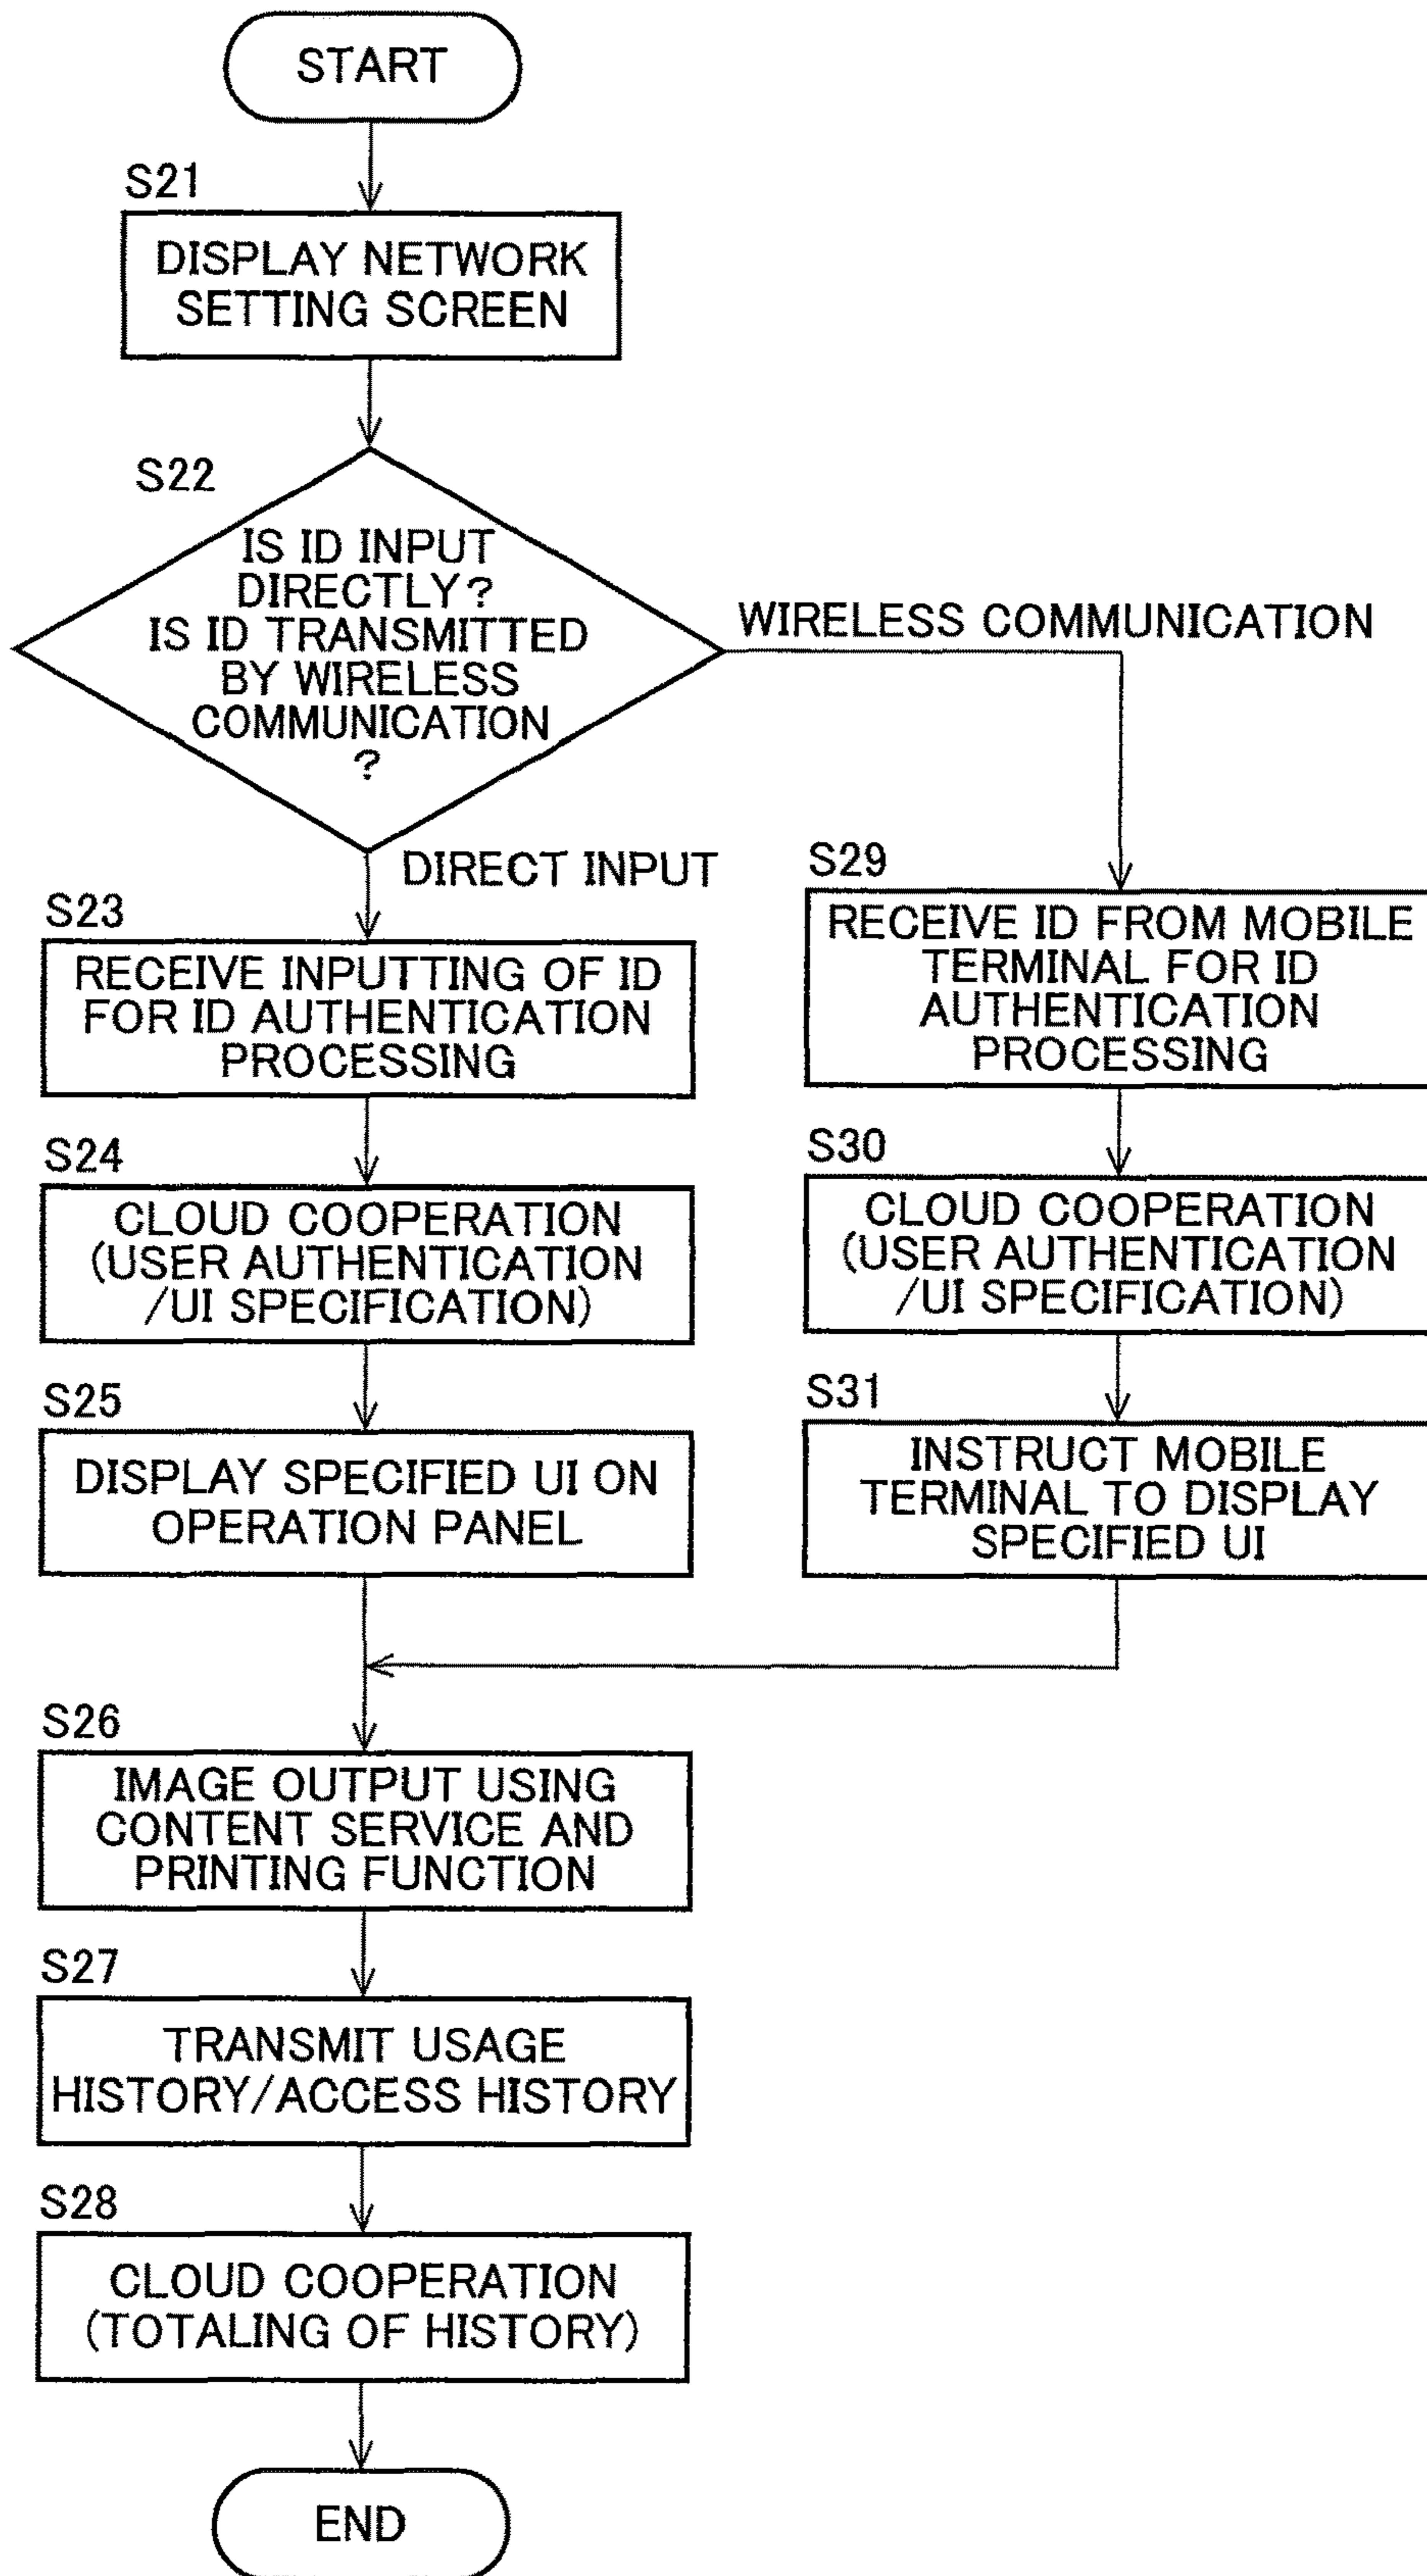 START
S21
DISPLAY NETWORK
SETTING SCREEN
S22
IS ID INPUT
DIRECTLY?
IS ID TRANSMITTED
BY WIRELESS
COMMUNICATION
?
WIRELESS COMMUNICATION
DIRECT INPUT
S23
RECEIVE INPUTTING OF ID
FOR ID AUTHENTICATION
PROCESSING
S24
CLOUD COOPERATION
(USER AUTHENTICATION
/UI SPECIFICATION)
S25
DISPLAY SPECIFIED UI ON
OPERATION PANEL
S29
RECEIVE ID FROM MOBILE
TERMINAL FOR ID
AUTHENTICATION
PROCESSING
S30
CLOUD COOPERATION
(USER AUTHENTICATION
/UI SPECIFICATION)
S31
INSTRUCT MOBILE
TERMINAL TO DISPLAY
SPECIFIED UI
S26
IMAGE OUTPUT USING
CONTENT SERVICE AND
PRINTING FUNCTION
S27
TRANSMIT USAGE
HISTORY/ACCESS HISTORY
S28
CLOUD COOPERATION
(TOTALING OF HISTORY)
END